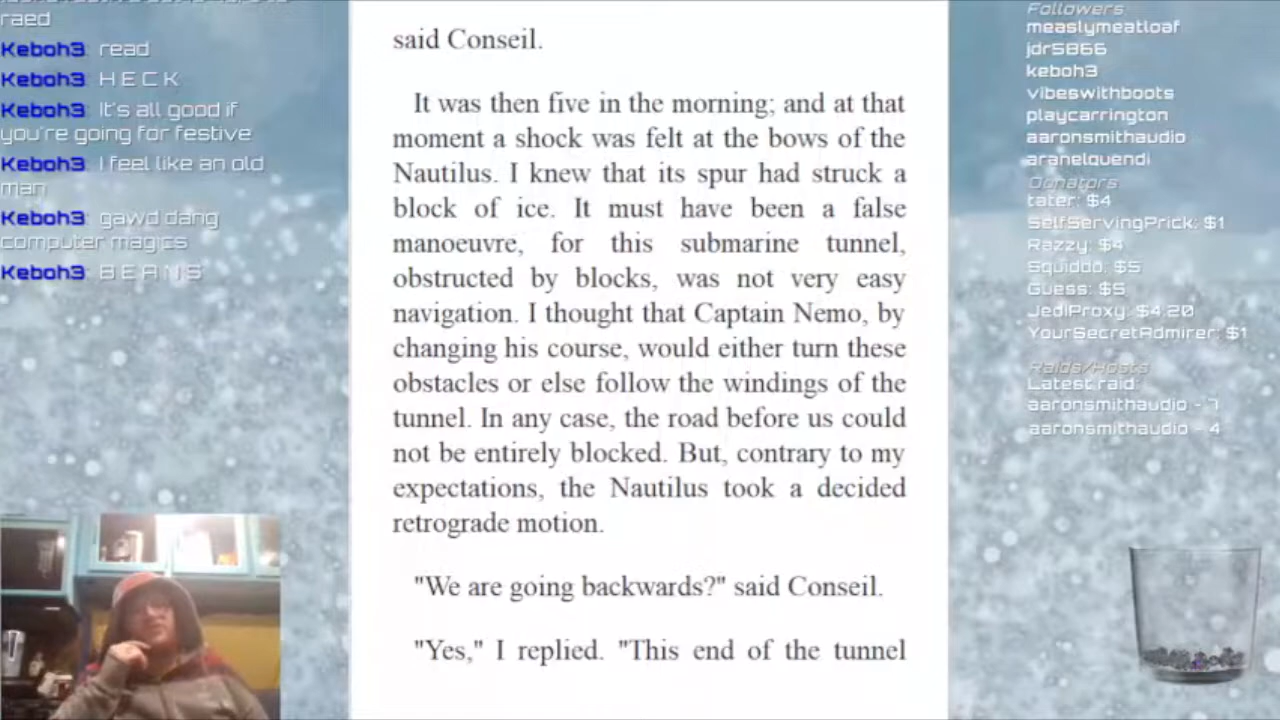 raed
Keboh3: read
Keboh3: H E C K
Keboh3: It's all good if
you're going for festive
Keboh3: I feel like an old
man
Keboh3: gawd dang
computer magics
Keboh3: B E A N S
said Conseil.
It was then five in the morning; and at that
moment a shock was felt at the bows of the
Nautilus. I knew that its spur had struck a
block of ice. It must have been a false
manoeuvre, for this submarine tunnel,
obstructed by blocks, was not very easy
navigation. I thought that Captain Nemo, by
changing his course, would either turn these
obstacles or else follow the windings of the
tunnel. In any case, the road before us could
not be entirely blocked. But, contrary to my
expectations, the Nautilus took a decided
retrograde motion.
"We are going backwards?" said Conseil.
"Yes," I replied. "This end of the tunnel
Followers
measlymeatloaf
jdr5866
keboh3
vibeswithboots
playcarrington
aaronsmithaudio
aranelquendi
Donators
tater: $4
SelfServingPrick: $1
Razzy: $4
Squidoo: $5
Guess: $5
JediProxy: $4.20
YourSecretAdmirer: $1
Raids/Hosts
Latest raid:
aaronsmithaudio - 7
aaronsmithaudio - 4